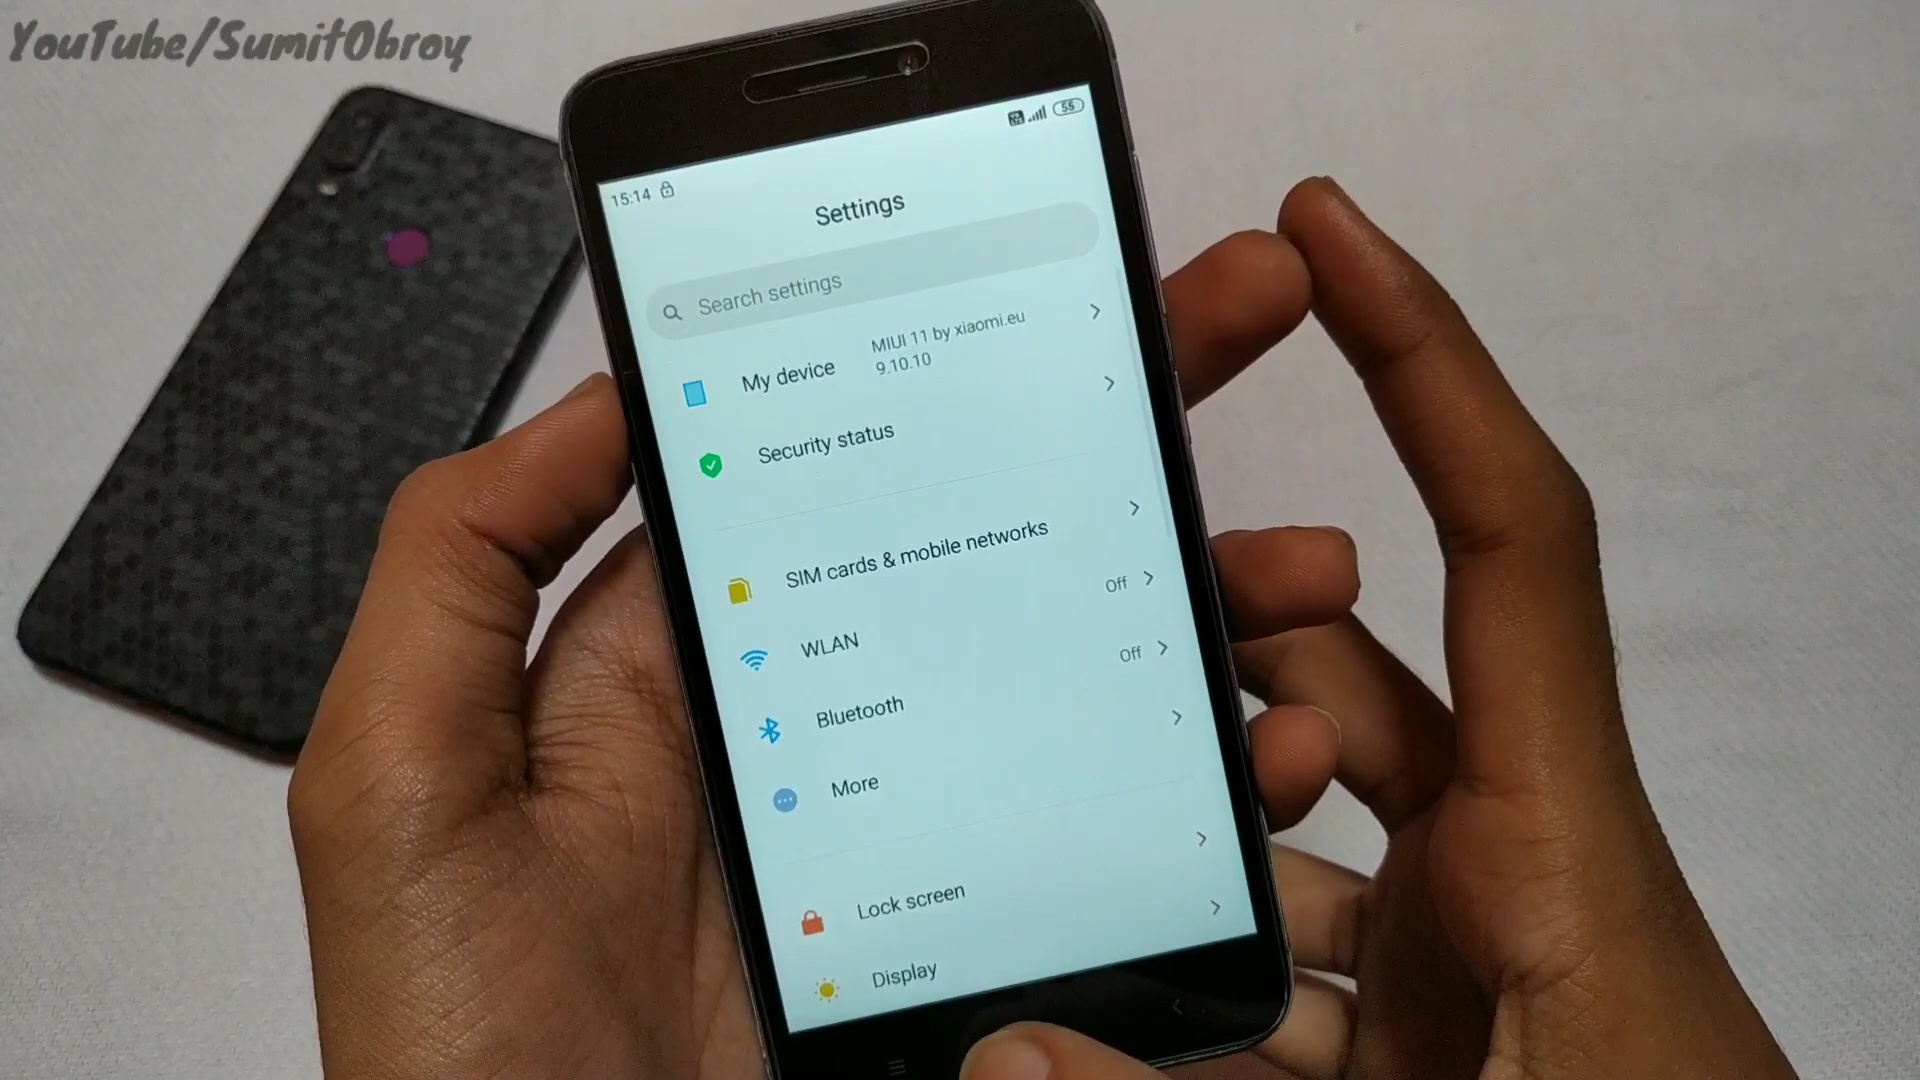 YouTube/SumitObroy
15:14
55
Settings
Search settings
My device
MIUI 11 by xiaomi.eu
9.10.10
Security status
SIM cards & mobile networks
Off
WLAN
Off
Bluetooth
More
Lock screen
Display